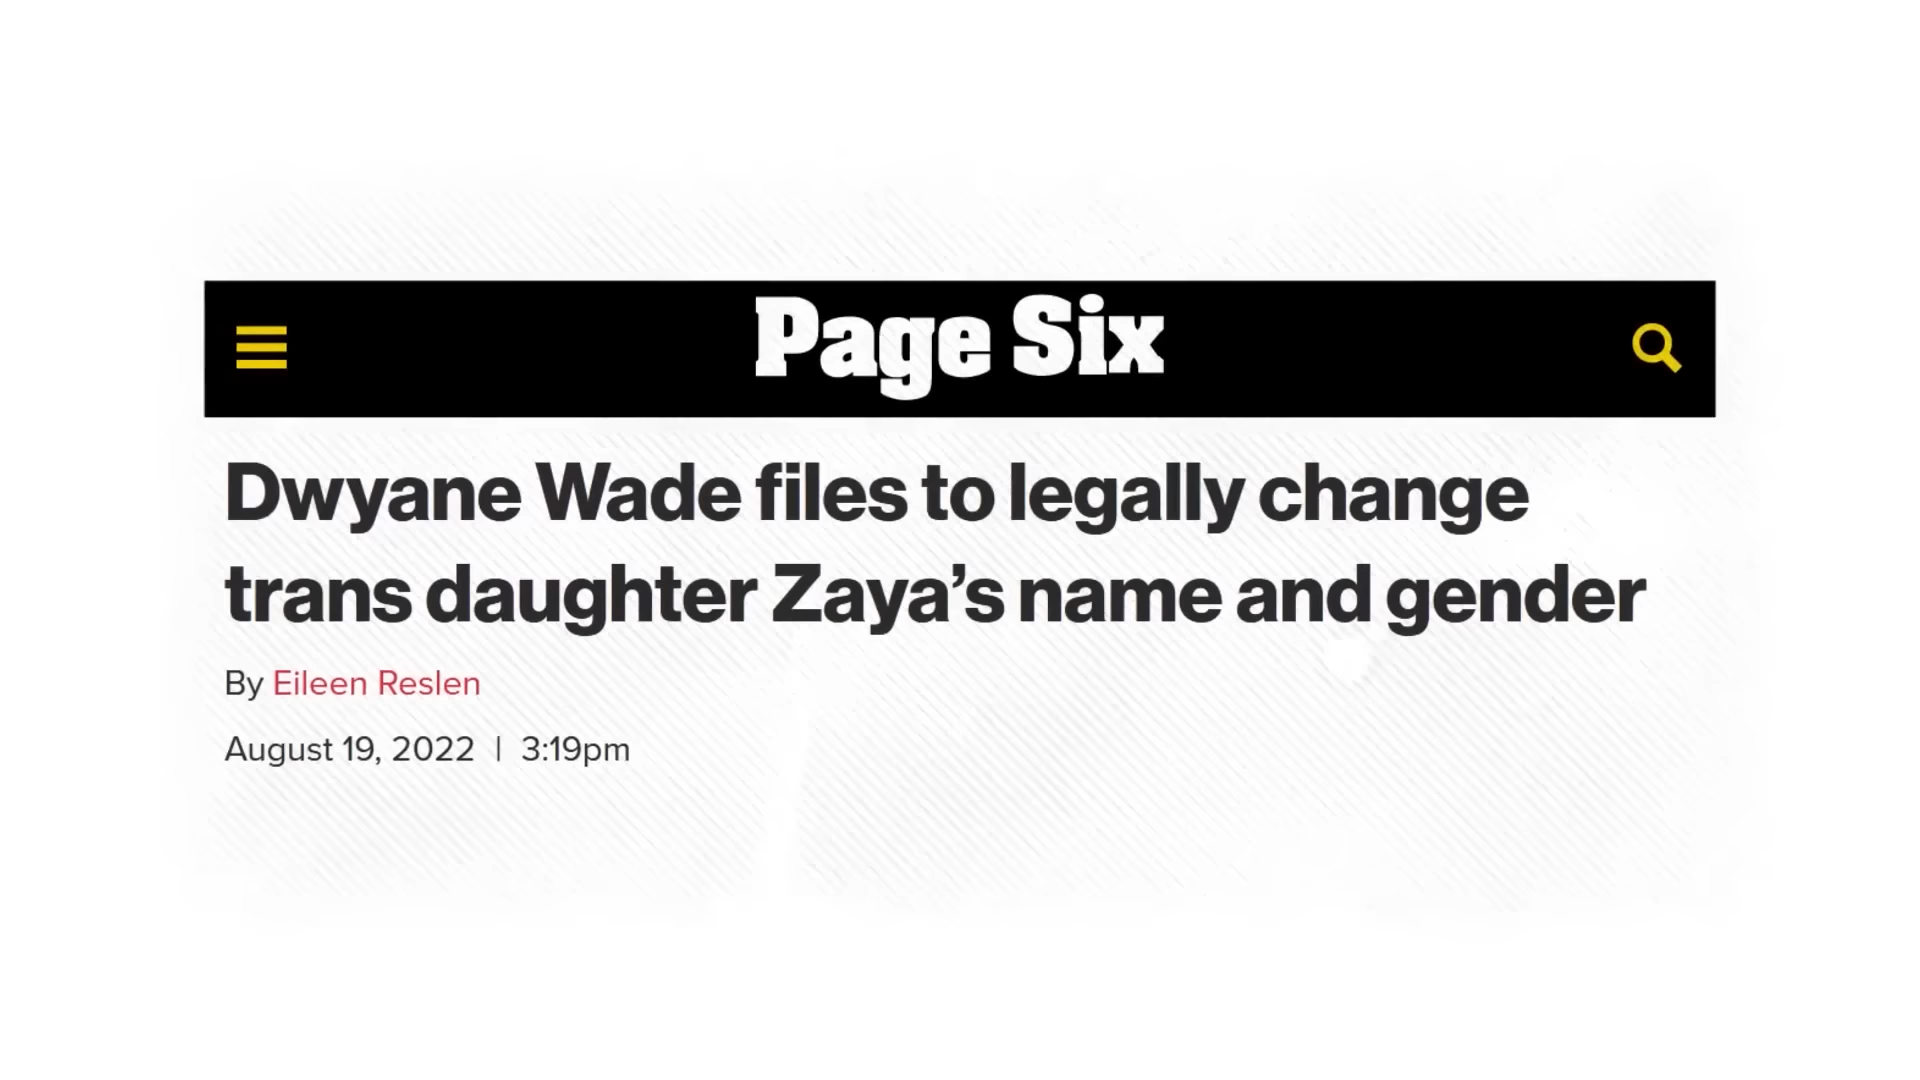 Page Six
Dwyane Wade files to legally change
trans daughter Zaya’s name and gender
By Eileen Reslen
August 19, 2022 | 3:19pm